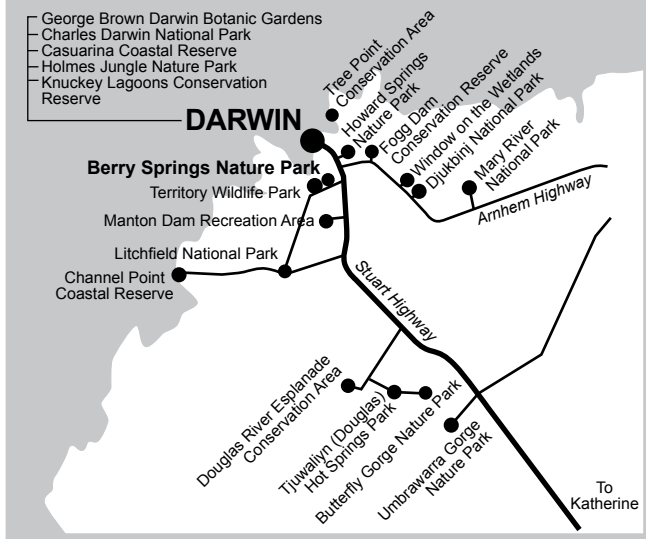 George Brown Darwin Botanic Gardens
Charles Darwin National Park
Casuarina Coastal Reserve
Holmes Jungle Nature Park
Knuckey Lagoons Conservation
Reserve
DARWIN
Tree Point
Conservation Area
Howard Springs
Nature Park
Fogg Dam
Conservation Reserve
Window on the Wetlands
Djukbinj National Park
Mary River
National Park
Arnhem Highway
Berry Springs Nature Park
Territory Wildlife Park
Manton Dam Recreation Area
Litchfield National Park
Channel Point
Coastal Reserve
Stuart Highway
Douglas River Esplanade
Conservation Area
Tjuwaliyn (Douglas)
Hot Springs Park
Butterfly Gorge Nature Park
Umbrawarra Gorge
Nature Park
To
Katherine